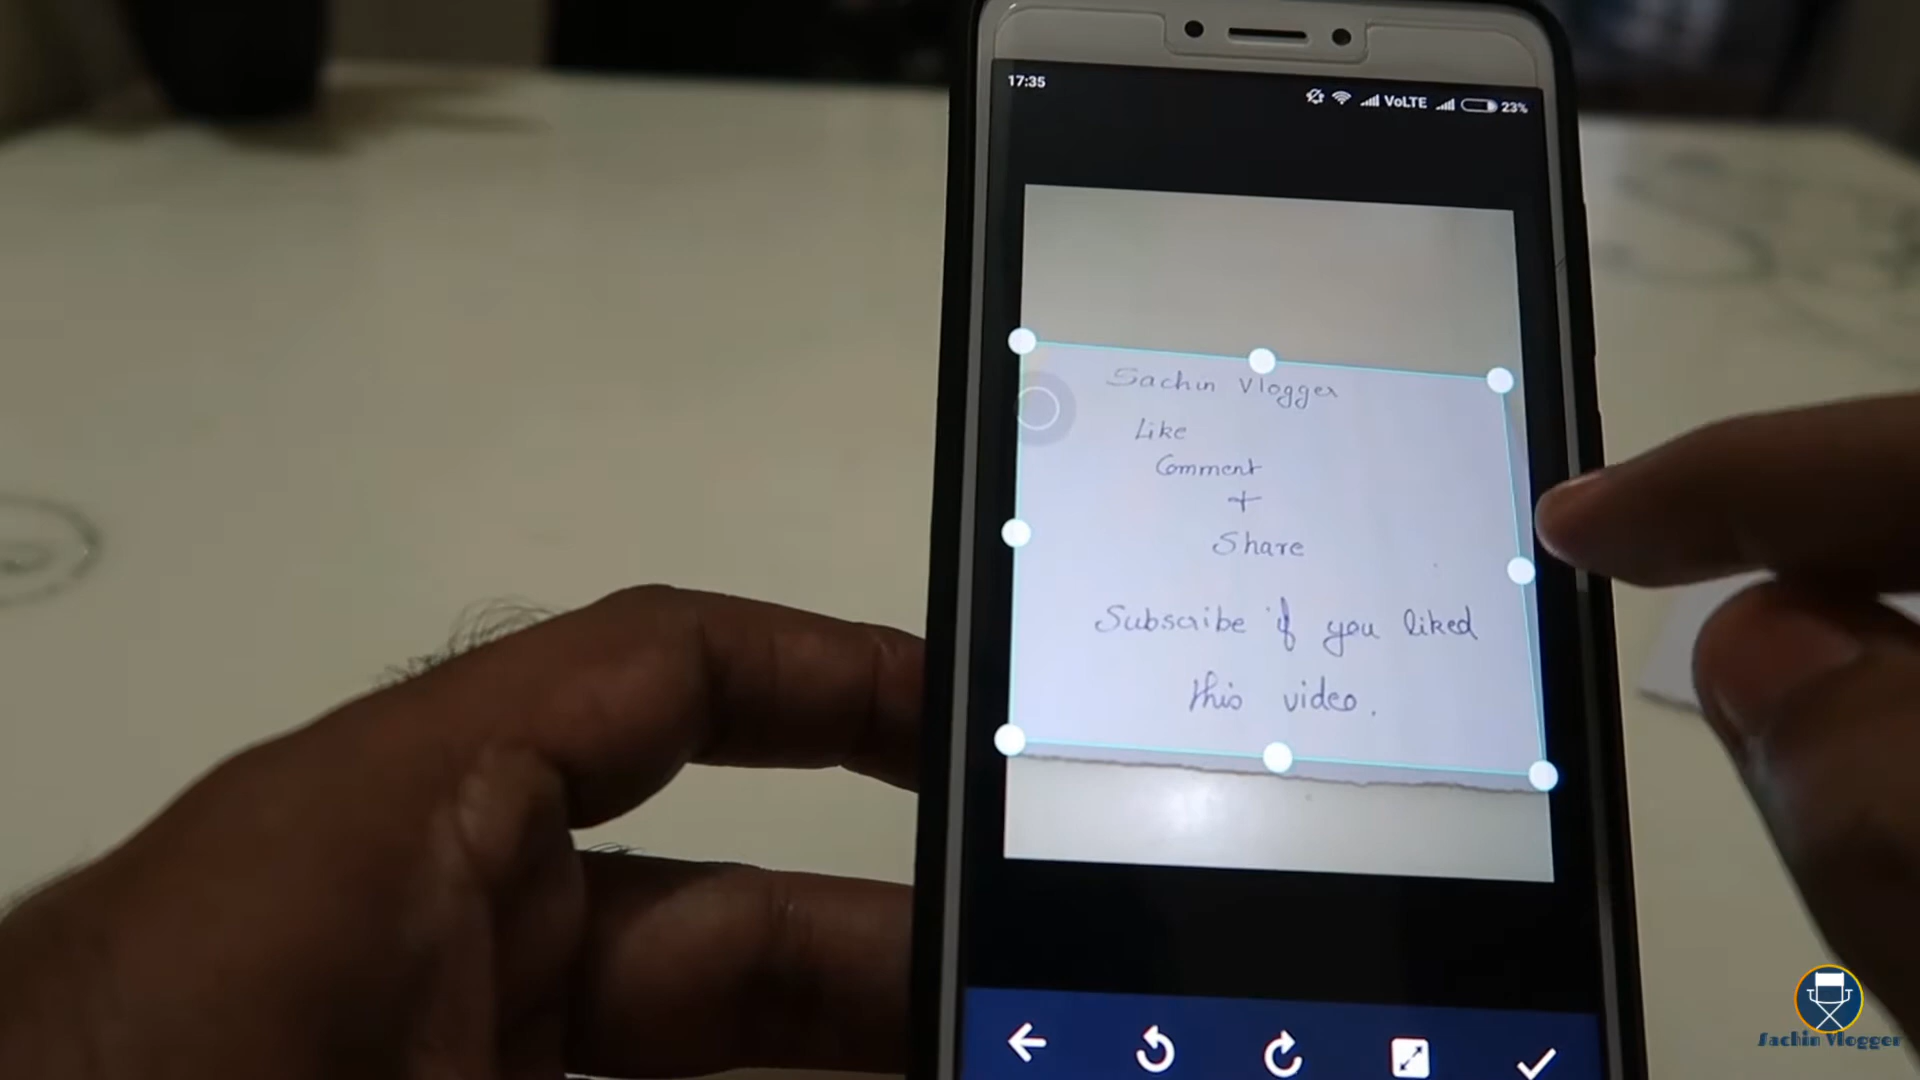 17:35
VoLTE
23%
Sachin Vlogger
Like
Comment
+
Share
Subscribe if you liked
this video.
Sachin Vlogger